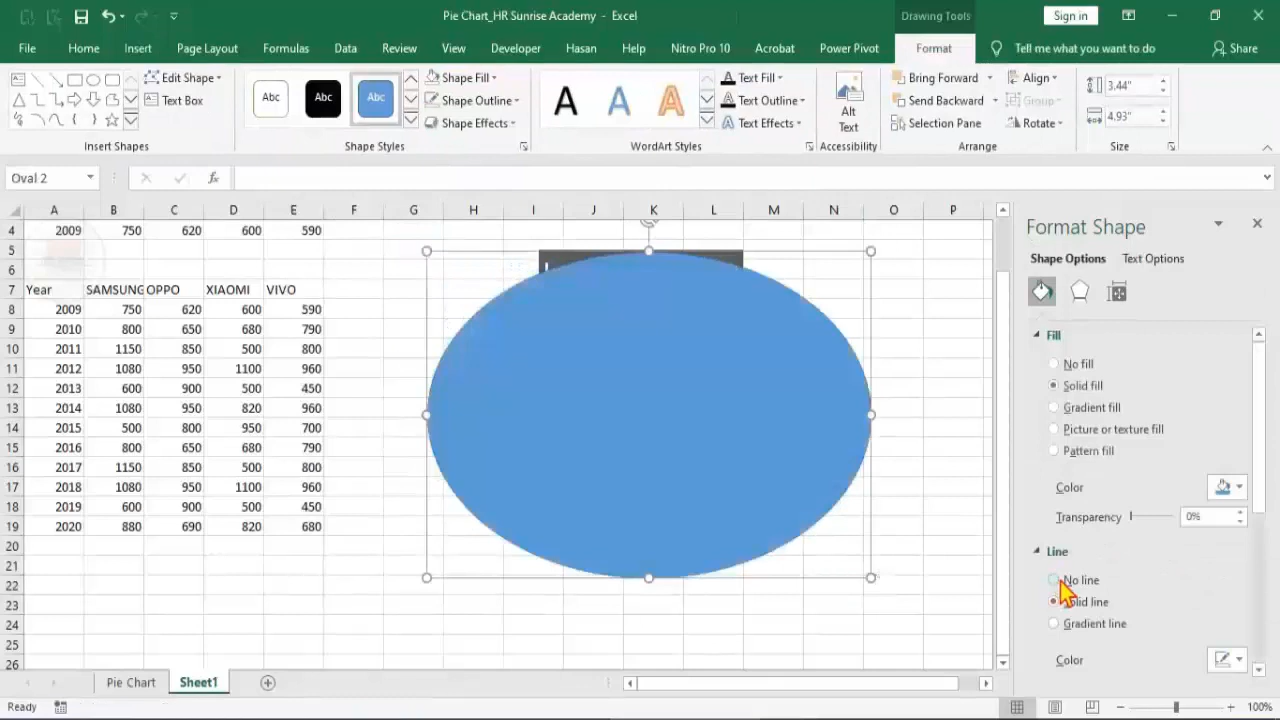 Pie Chart_HR Sunrise Academy - Excel
Drawing Tools
Sign in
File Home Insert Page Layout Formulas Data Review View Developer Hasan Help Nitro Pro 10 Acrobat Power Pivot Format Tell me what you want to do Share
Edit Shape
Text Box
Insert Shapes
Abc Abc Abc
Shape Fill
Shape Outline
Shape Effects
Shape Styles
A A A
Text Fill
Text Outline
Text Effects
WordArt Styles
Alt
Text
Accessibility
Bring Forward
Send Backward
Selection Pane
Align
Group
Rotate
Arrange
3.44"
4.93"
Size
Oval 2
fx
A B C D E F G H I J K L M N O P
4 2009 750 620 600 590
5
6
7 Year SAMSUNG OPPO XIAOMI VIVO
8 2009 750 620 600 590
9 2010 800 650 680 790
10 2011 1150 850 500 800
11 2012 1080 950 1100 960
12 2013 600 900 500 450
13 2014 1080 950 820 960
14 2015 500 800 950 700
15 2016 800 650 680 790
16 2017 1150 850 500 800
17 2018 1080 950 1100 960
18 2019 600 900 500 450
19 2020 880 690 820 680
20
21
22
23
24
25
26
Format Shape
Shape Options Text Options
Fill
No fill
Solid fill
Gradient fill
Picture or texture fill
Pattern fill
Color
Transparency 0%
Line
No line
Solid line
Gradient line
Color
Pie Chart Sheet1
Ready
100%